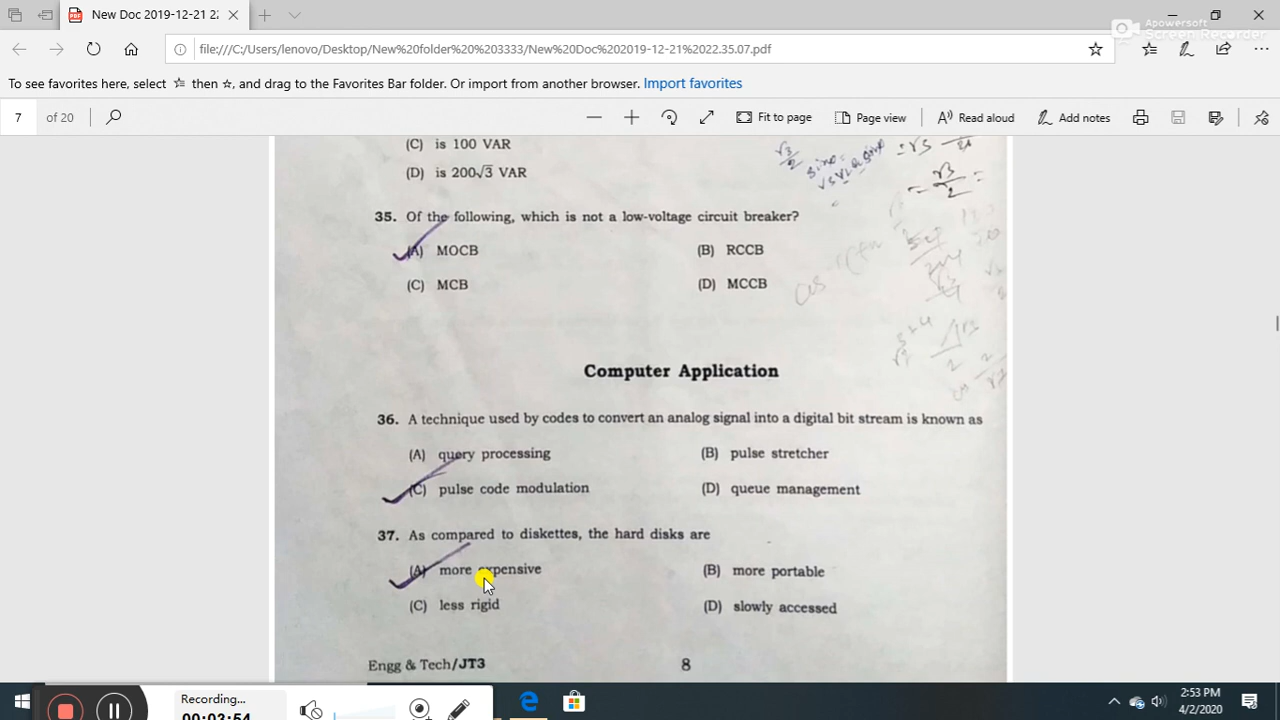 New Doc 2019-12-21 22
Apowersoft
Screen Recorder
file:///C:/Users/lenovo/Desktop/New%20folder%20%203333/New%20Doc%202019-12-21%2022.35.07.pdf
To see favorites here, select then, and drag to the Favorites Bar folder. Or import from another browser. Import favorites
7 of 20 Fit to page Page view Read aloud Add notes
(C) is 100 VAR
(D) is 200√3 VAR
35. Of the following, which is not a low-voltage circuit breaker?
(A) MOCB (B) RCCB
(C) MCB (D) MCCB
Computer Application
36. A technique used by codes to convert an analog signal into a digital bit stream is known as
(A) query processing (B) pulse stretcher
(C) pulse code modulation (D) queue management
37. As compared to diskettes, the hard disks are
(A) more expensive (B) more portable
(C) less rigid (D) slowly accessed
Engg & Tech/JT3 8
Recording...
00:03:54
2:53 PM
4/2/2020